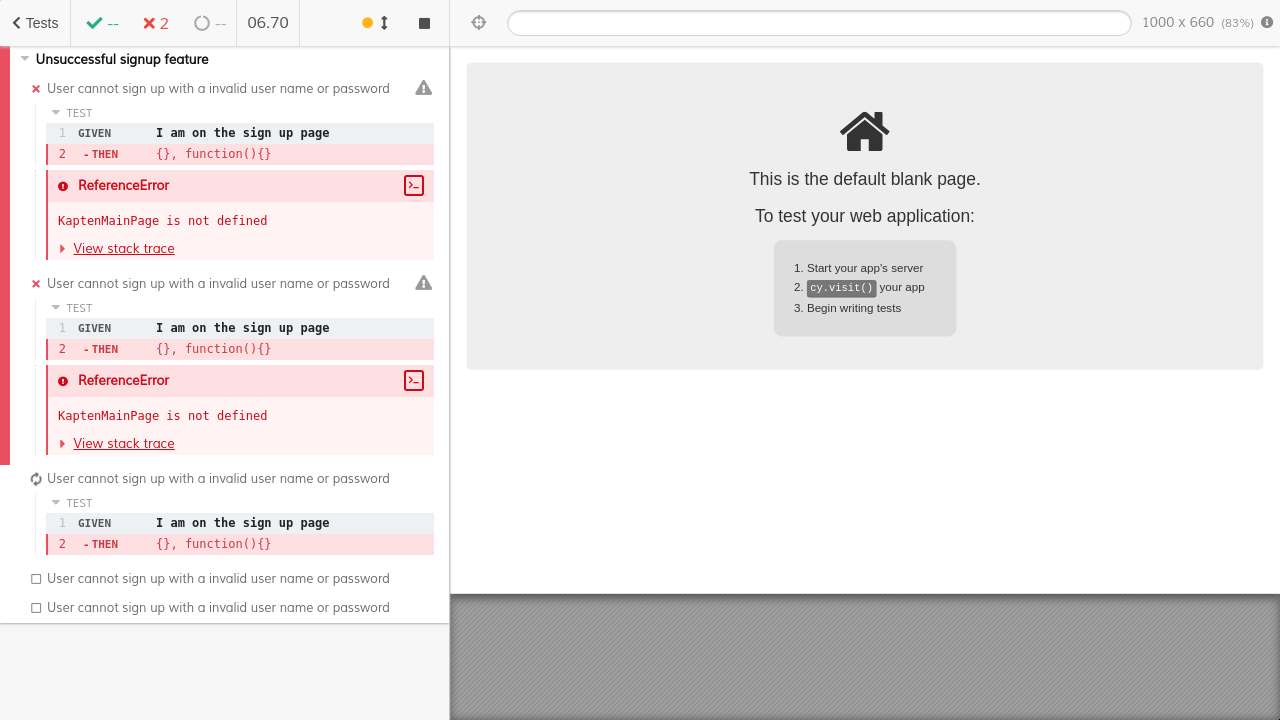 Tests
--
2
--
06.70
1000 x 660 (83%)
Unsuccessful signup feature
User cannot sign up with a invalid user name or password
TEST
1 GIVEN I am on the sign up page
2 -THEN {}, function(){}
ReferenceError
KaptenMainPage is not defined
View stack trace
User cannot sign up with a invalid user name or password
TEST
1 GIVEN I am on the sign up page
2 -THEN {}, function(){}
ReferenceError
KaptenMainPage is not defined
View stack trace
User cannot sign up with a invalid user name or password
TEST
1 GIVEN I am on the sign up page
2 -THEN {}, function(){}
User cannot sign up with a invalid user name or password
User cannot sign up with a invalid user name or password
This is the default blank page.
To test your web application:
1. Start your app's server
2. cy.visit() your app
3. Begin writing tests